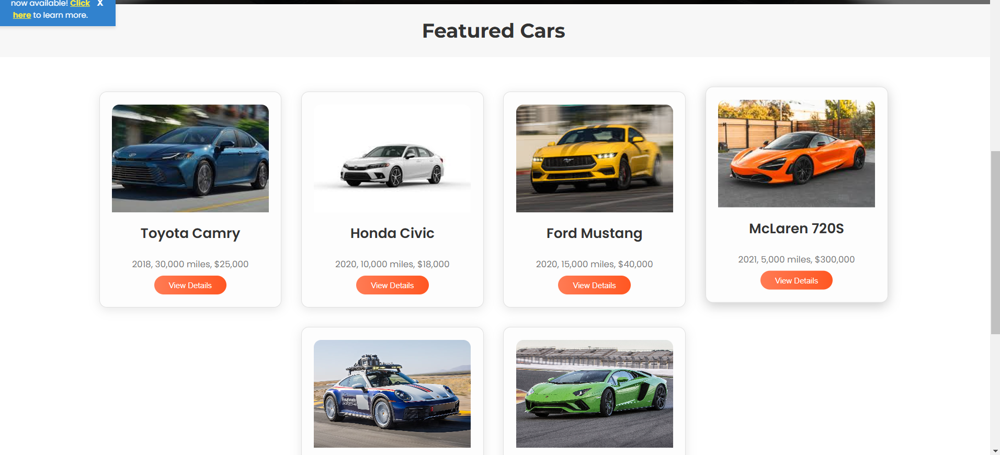 now available! Click X
here to learn more.
Featured Cars
Toyota Camry
2018, 30,000 miles, $25,000
View Details
Honda Civic
2020, 10,000 miles, $18,000
View Details
Ford Mustang
2020, 15,000 miles, $40,000
View Details
McLaren 720S
2021, 5,000 miles, $300,000
View Details
Roughroads
PORSCHE